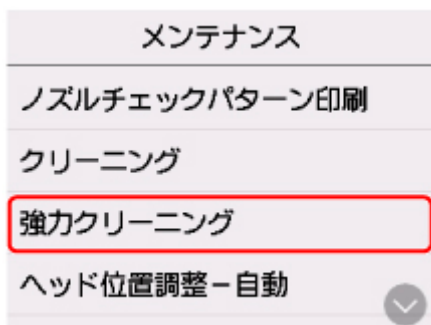 メンテナンス
ノズルチェックパターン印刷
クリーニング
強力クリーニング
ヘッド位置調整－自動